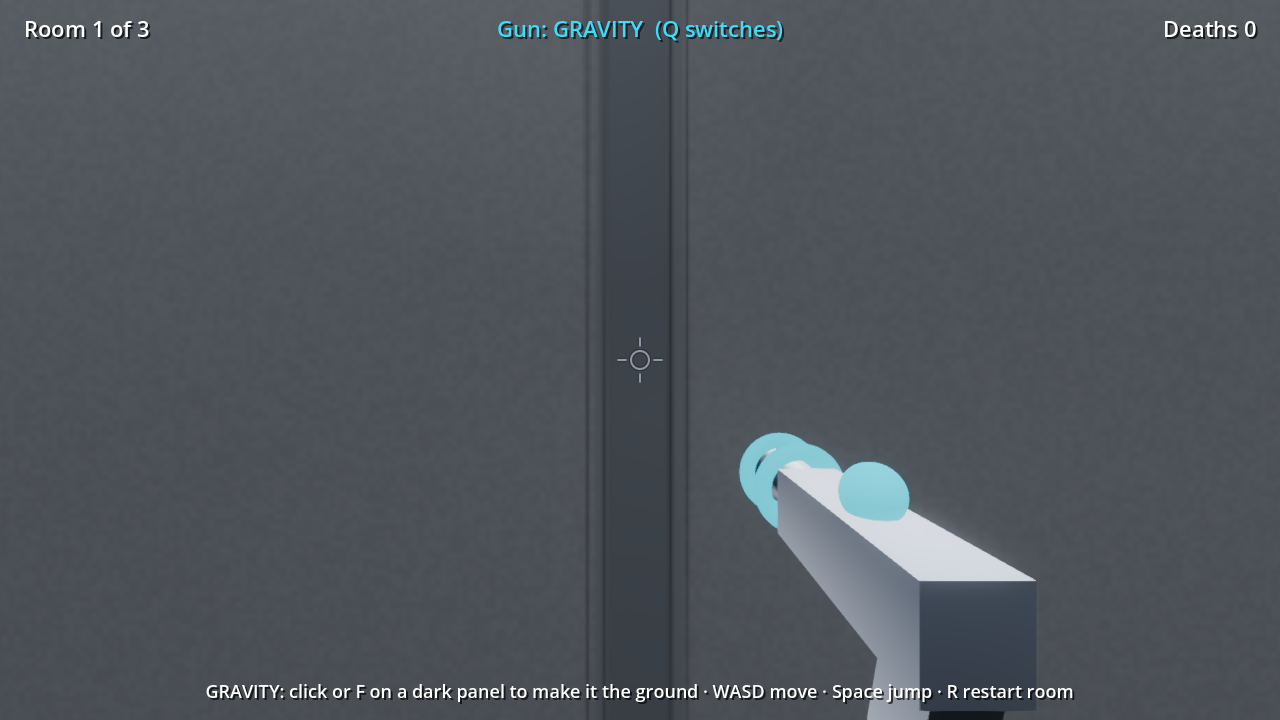 Room 1 of 3
Gun: GRAVITY (Q switches)
Deaths 0
GRAVITY: click or F on a dark panel to make it the ground · WASD move · Space jump · R restart room